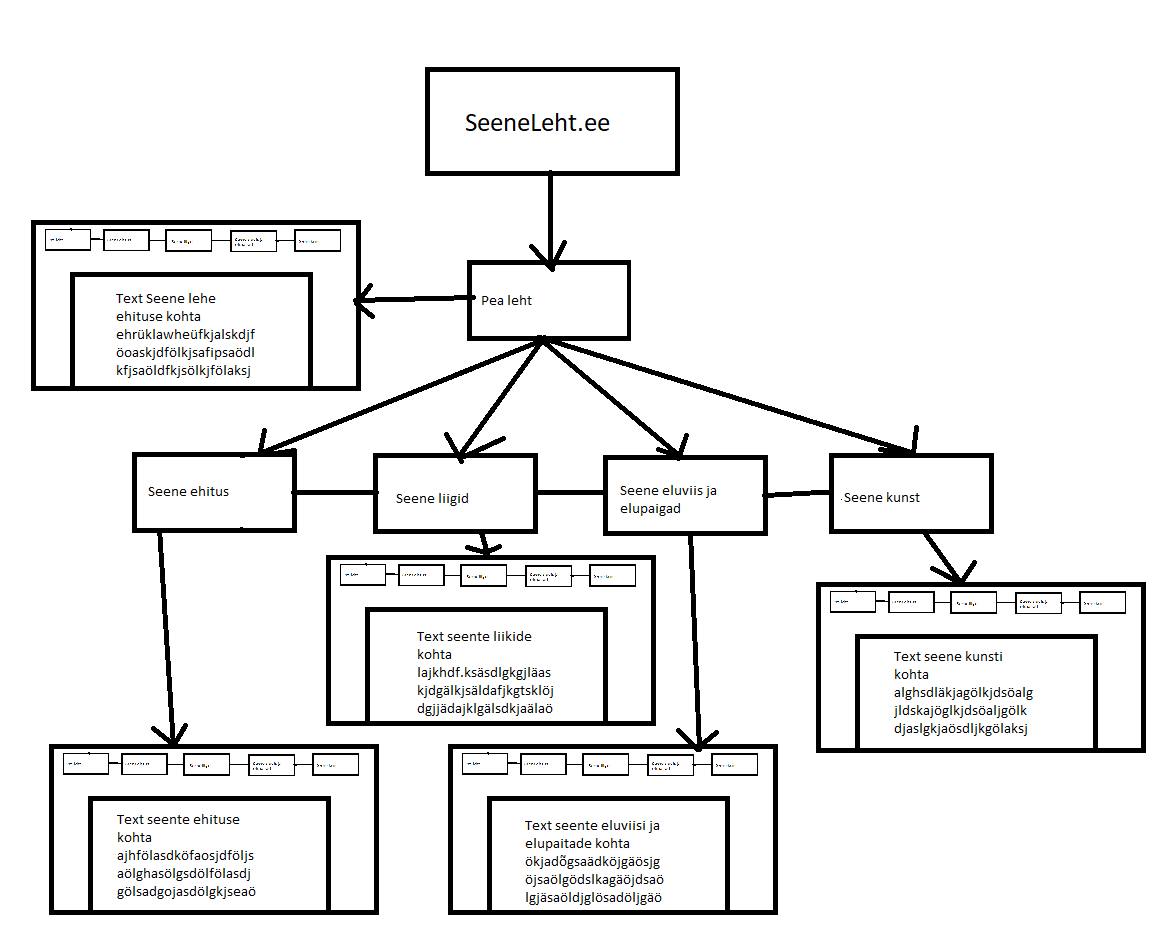 SeeneLeht.ee
Pea leht
Text Seene lehe
ehituse kohta
ehrüklawheüfkjalskdjf
öoaskjdfölkjsafipsaödl
kfjsaöldfkjsölkjfölaksj
Seene ehitus
Seene liigid
Seene eluviis ja
elupaigad
Seene kunst
Text seente liikide
kohta
lajkhdf.ksäsdlgkgjläas
kjdgälkjsäldafjkgtsklöj
dgjjädajklgälsdkjaälaö
Text seene kunsti
kohta
alghsdläkjagölkjdsöalg
jldskajöglkjdsöaljgölk
djaslgkjaösdljkgölaksj
Text seente ehituse
kohta
ajhfölasdköfaosjdföljs
aölghasölgsdölfölasdj
gölsadgojasdölgkjseaö
Text seente eluviisi ja
elupaitade kohta
ökjadõgsaädköjgäösjg
öjsaölgödslkagäöjdsaö
lgjäsaöldjglösadöljgäö